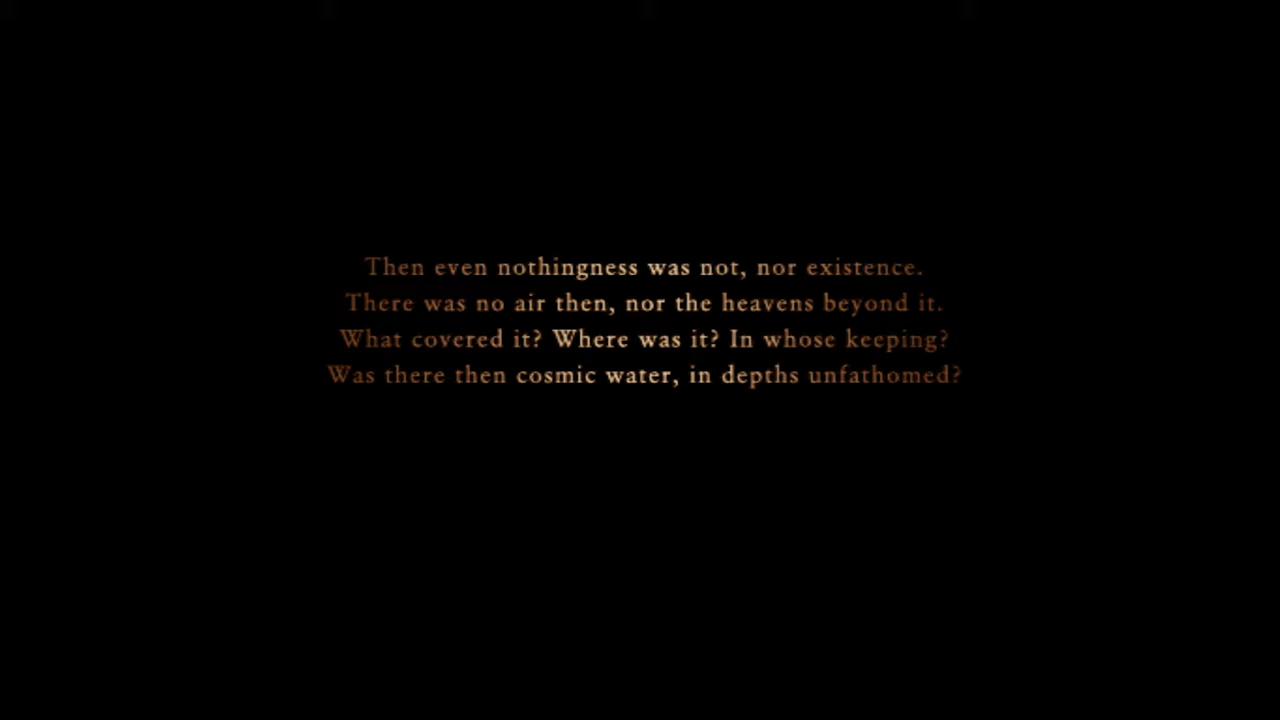 Then even nothingness was not, nor existence.
There was no air then, nor the heavens beyond it.
What covered it? Where was it? In whose keeping?
Was there then cosmic water, in depths unfathomed?